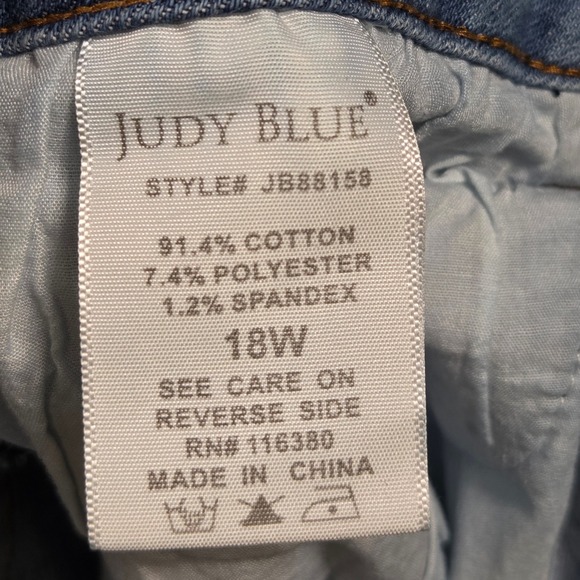 JUDY BLUE®
STYLE# JB88158
91.4% COTTON
7.4% POLYESTER
1.2% SPANDEX
18W
SEE CARE ON
REVERSE SIDE
RN# 116380
MADE IN CHINA